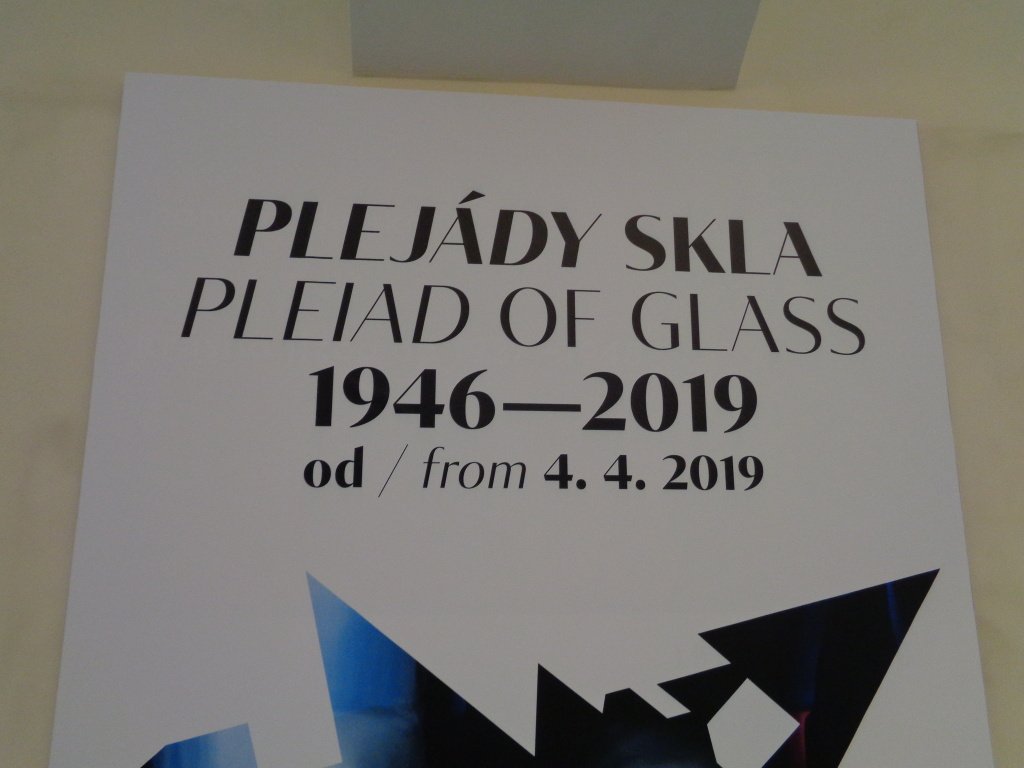 PLEJÁDY SKLA
PLEIAD OF GLASS
1946—2019
od / from 4. 4. 2019